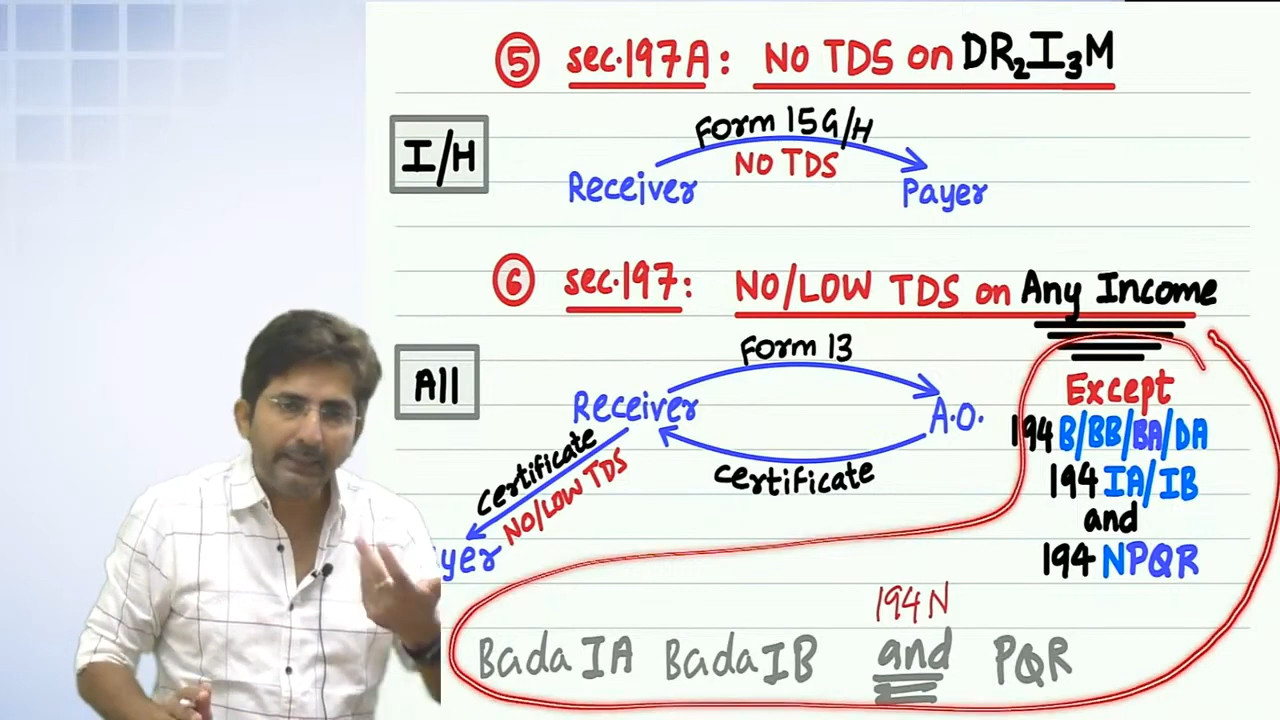 ⑤ sec.197A: NO TDS on DR₂I₃M
I/H
Form 15G/H
NO TDS
Receiver
Payer
⑥ sec.197: NO/LOW TDS on Any Income
All
Form 13
Receiver
A.O.
certificate
certificate
NO/LOW TDS
yer
Except
194 B/BB/BA/DA
194 IA/IB
and
194 NPQR
194N
Bada IA Bada IB and PQR